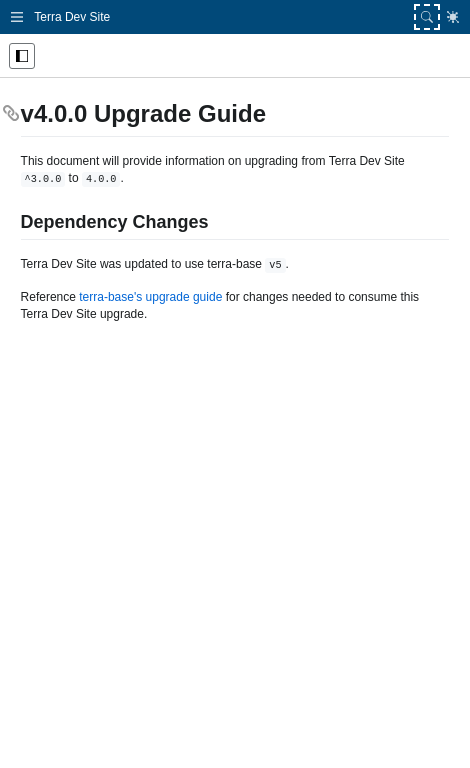 Terra Dev Site
v4.0.0 Upgrade Guide
This document will provide information on upgrading from Terra Dev Site
^3.0.0 to 4.0.0.
Dependency Changes
Terra Dev Site was updated to use terra-base v5.
Reference terra-base's upgrade guide for changes needed to consume this
Terra Dev Site upgrade.